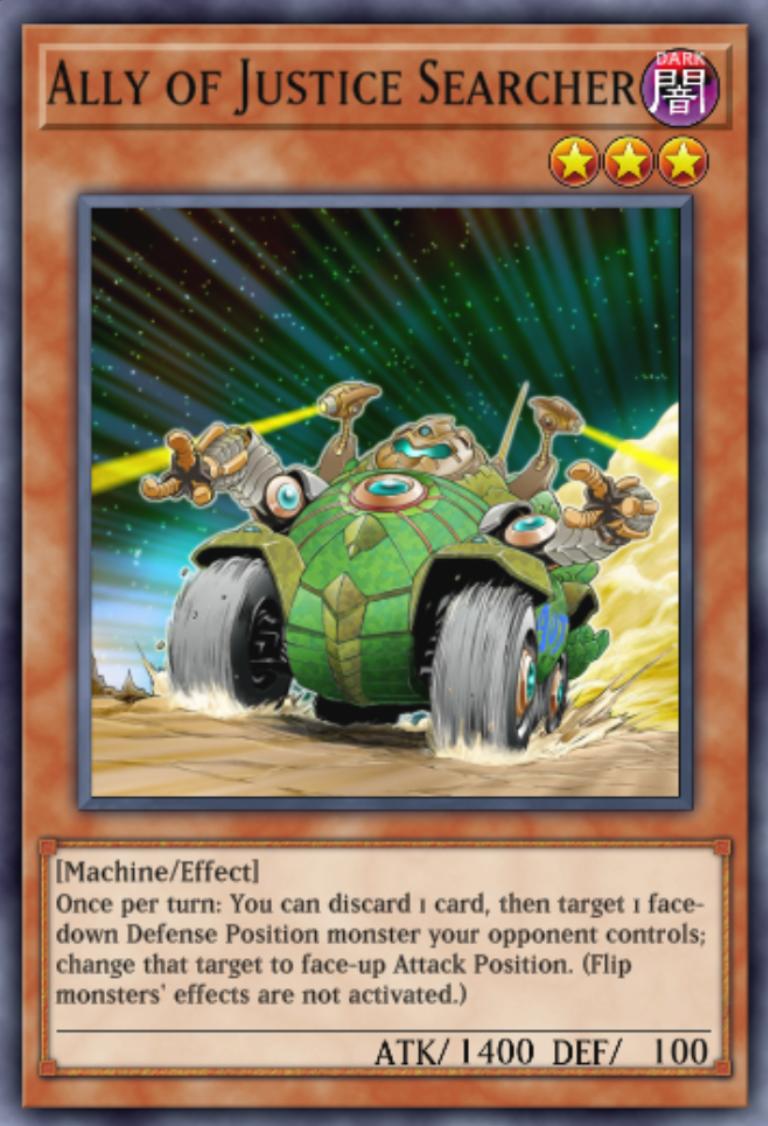 ALLY OF JUSTICE SEARCHER
DARK
闇
[Machine/Effect]
Once per turn: You can discard 1 card, then target 1 face-
down Defense Position monster your opponent controls;
change that target to face-up Attack Position. (Flip
monsters' effects are not activated.)
ATK/ 1400 DEF/ 100